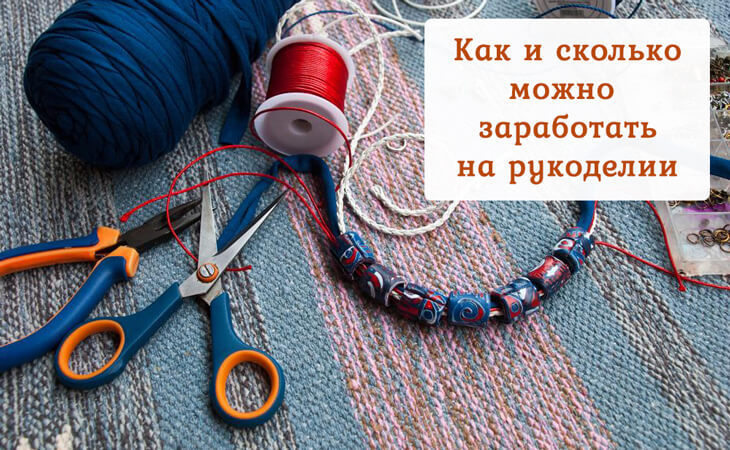 Как и сколько
можно
заработать
на рукоделии